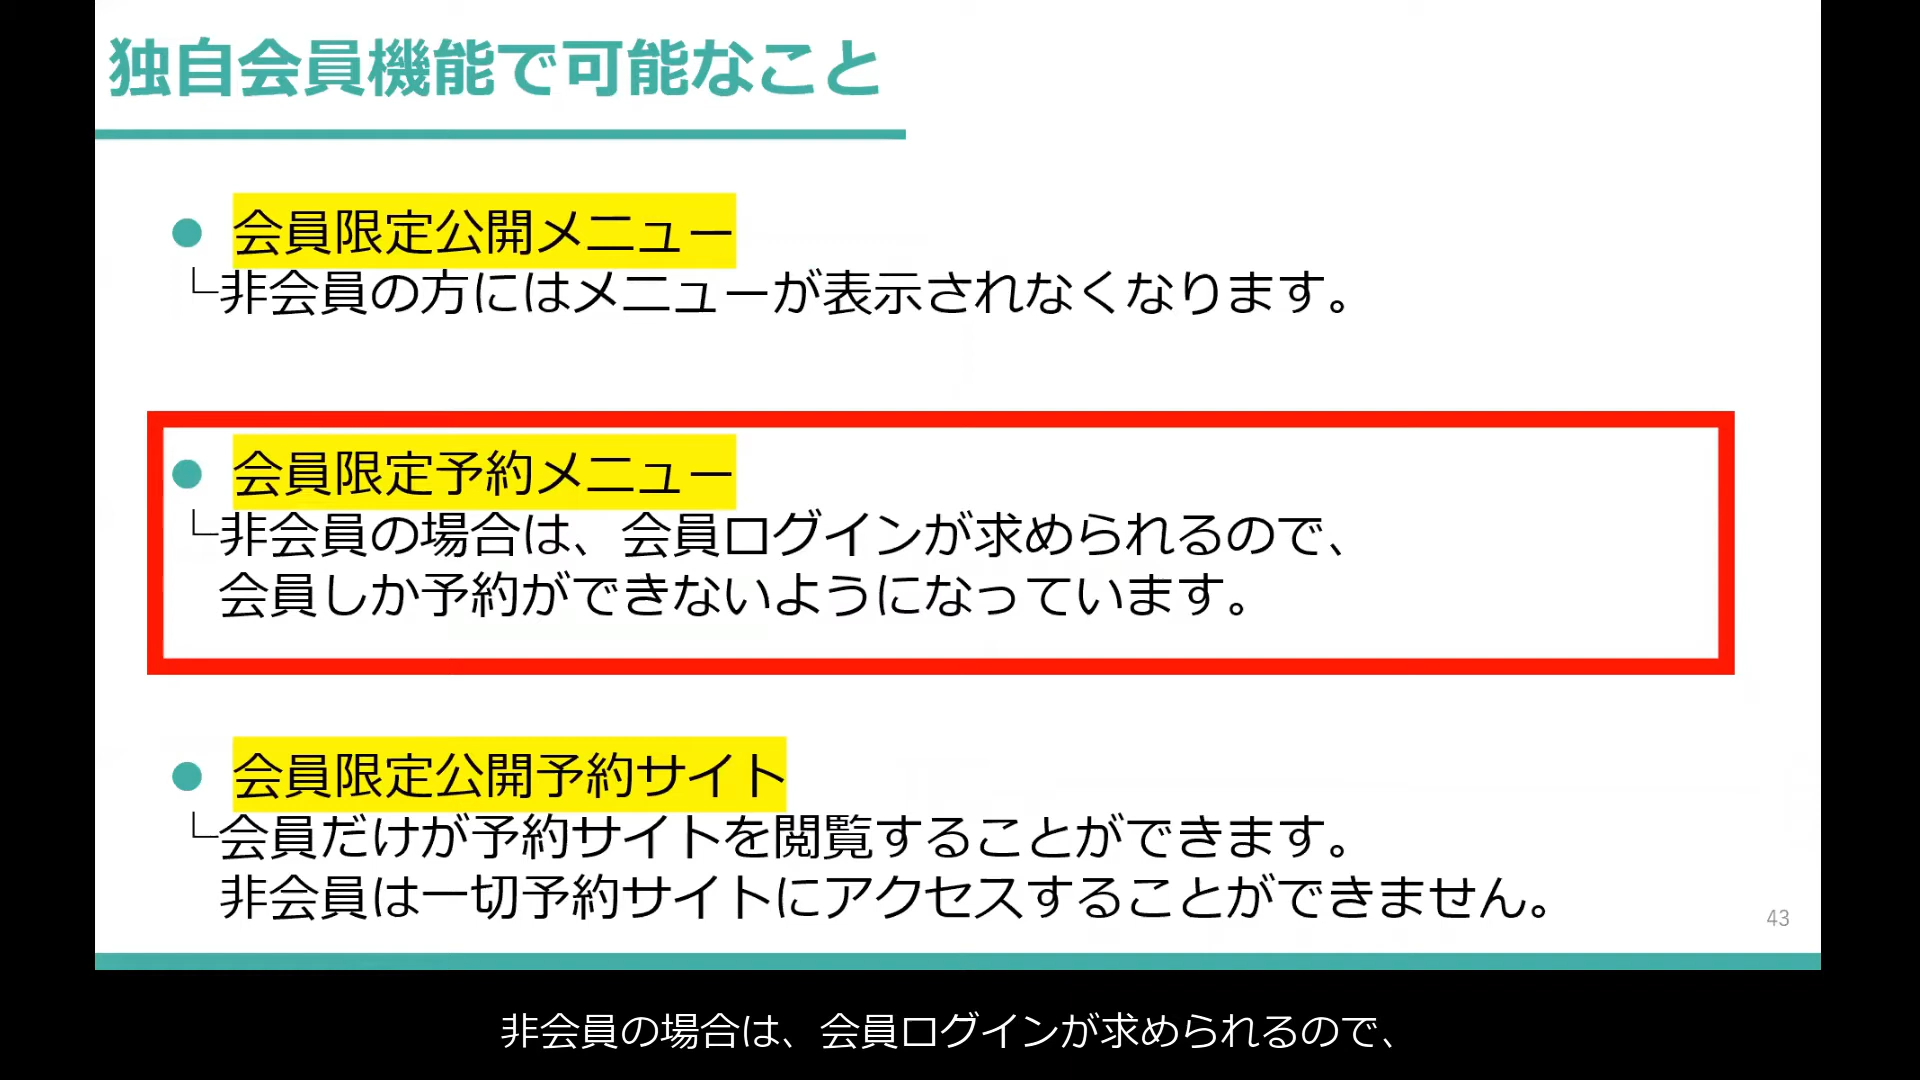 独自会員機能で可能なこと
● 会員限定公開メニュー
└非会員の方にはメニューが表示されなくなります。
● 会員限定予約メニュー
└非会員の場合は、会員ログインが求められるので、
会員しか予約ができないようになっています。
● 会員限定公開予約サイト
└会員だけが予約サイトを閲覧することができます。
非会員は一切予約サイトにアクセスすることができません。
43
非会員の場合は、会員ログインが求められるので、